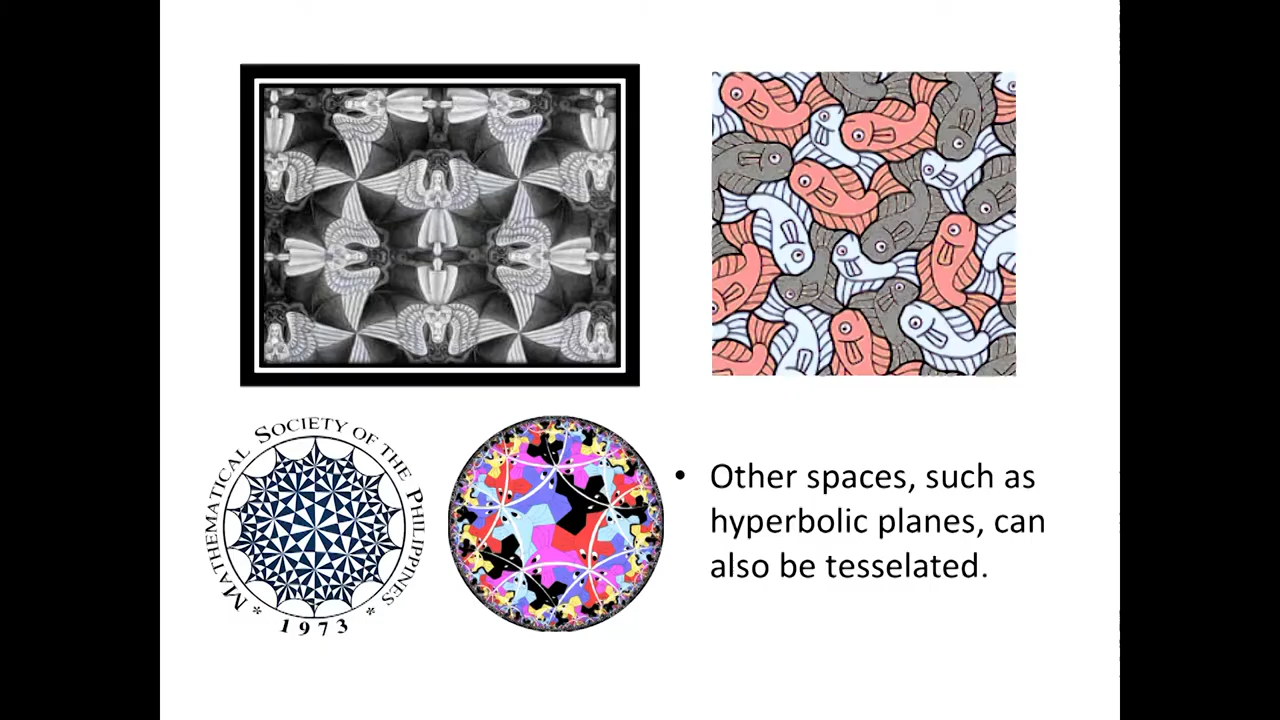 MATHEMATICAL SOCIETY OF THE PHILIPPINES
* 1973 *
• Other spaces, such as
hyperbolic planes, can
also be tesselated.